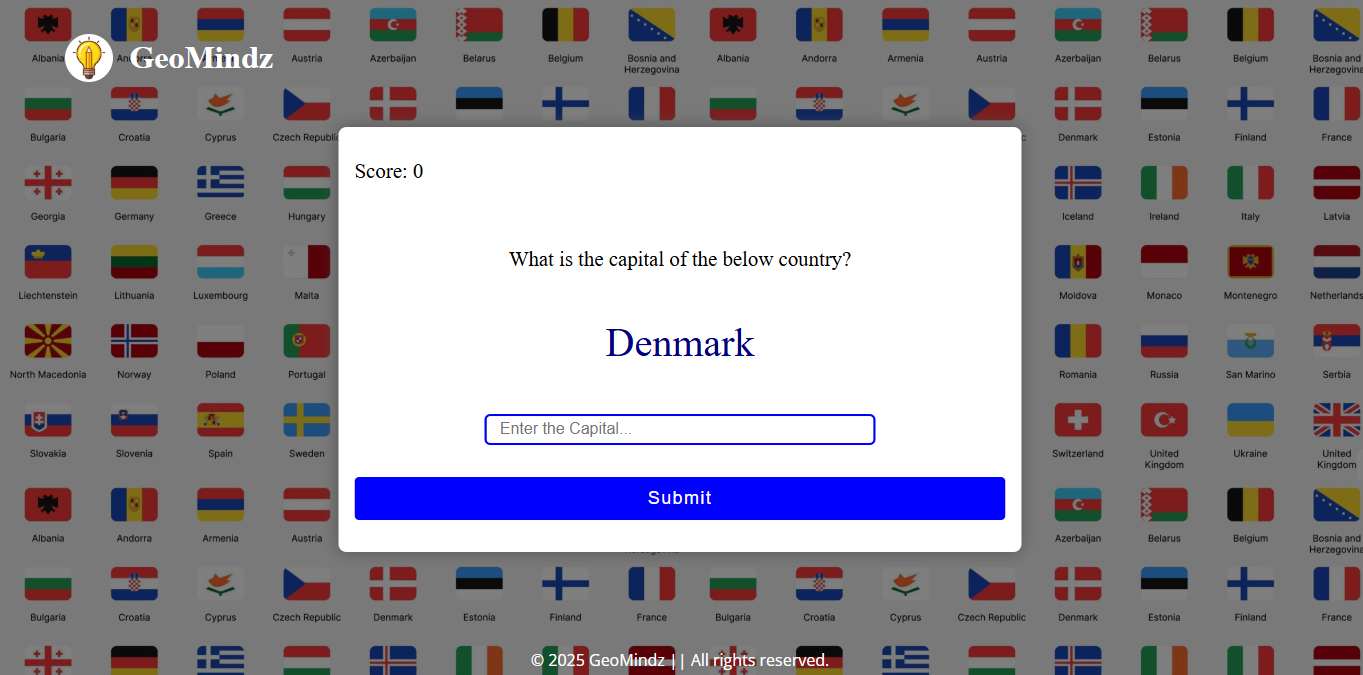 Albania Andorra Armenia Austria Azerbaijan Belarus Belgium Bosnia and Herzegovina Albania Andorra Armenia Austria Azerbaijan Belarus Belgium Bosnia and Herzegovina
GeoMindz
Bulgaria Croatia Cyprus Czech Republic Denmark Estonia Finland France
Score: 0
Georgia Germany Greece Hungary Iceland Ireland Italy Latvia
What is the capital of the below country?
Liechtenstein Lithuania Luxembourg Malta Moldova Monaco Montenegro Netherlands
Denmark
North Macedonia Norway Poland Portugal Romania Russia San Marino Serbia
Enter the Capital...
Slovakia Slovenia Spain Sweden Switzerland United Kingdom Ukraine United Kingdom
Submit
Albania Andorra Armenia Austria Azerbaijan Belarus Belgium Bosnia and Herzegovina
Bulgaria Croatia Cyprus Czech Republic Denmark Estonia Finland France Bulgaria Croatia Cyprus Czech Republic Denmark Estonia Finland France
© 2025 GeoMindz || All rights reserved.